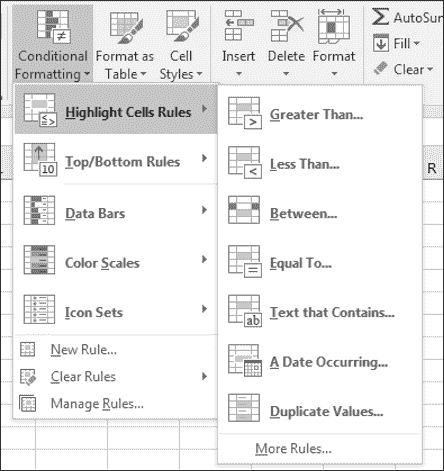 Conditional Formatting
Format as Table
Cell Styles
Insert
Delete
Format
AutoSum
Fill
Clear
Highlight Cells Rules
Top/Bottom Rules
Data Bars
Color Scales
Icon Sets
New Rule...
Clear Rules
Manage Rules...
Greater Than...
Less Than...
Between...
Equal To...
Text that Contains...
A Date Occurring...
Duplicate Values...
More Rules...
R